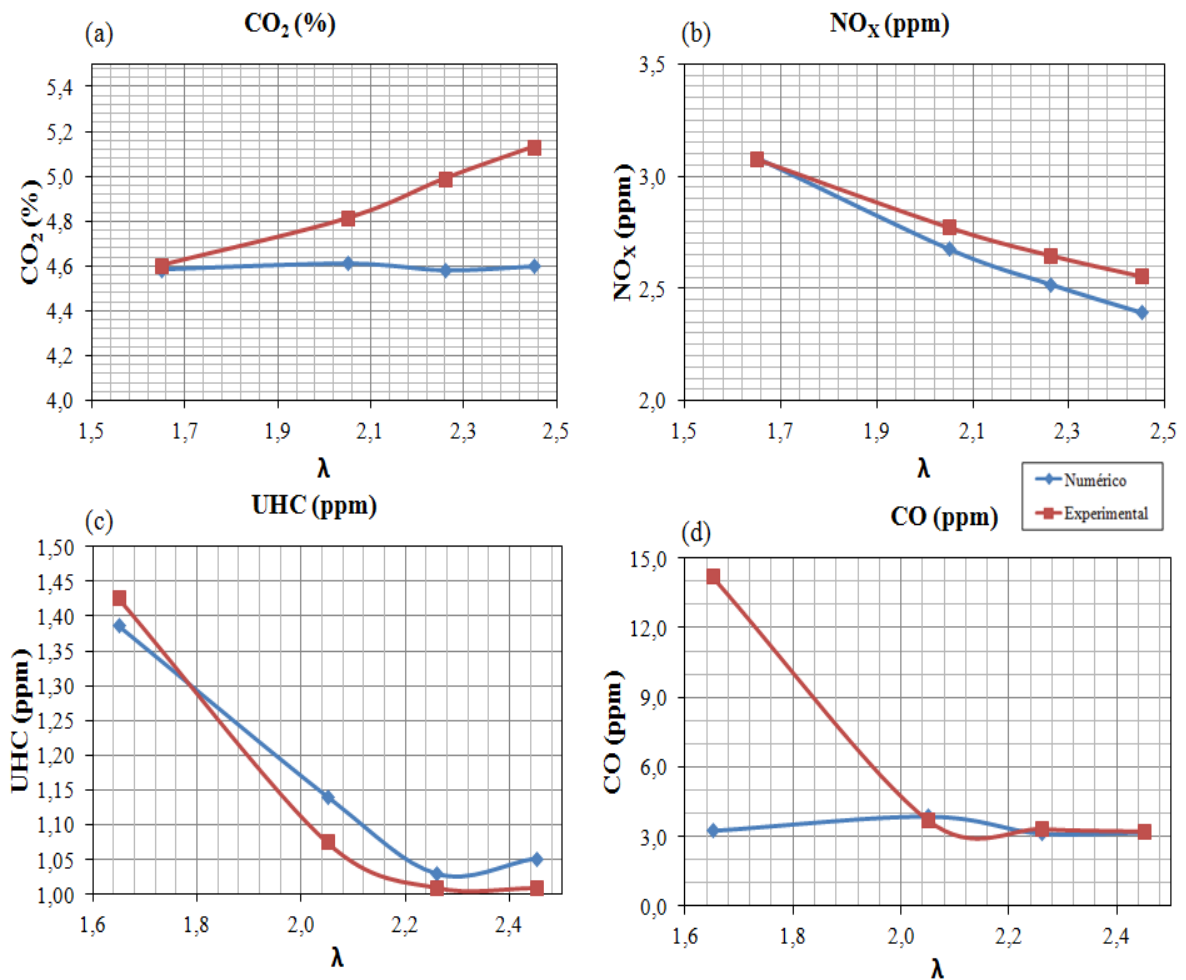 (a)
CO₂ (%)
CO₂ (%)
5,4
5,2
5,0
4,8
4,6
4,4
4,2
4,0
1,5 1,7 1,9 2,1 2,3 2,5
λ
(b)
NOX (ppm)
NOX (ppm)
3,5
3,0
2,5
2,0
1,5 1,7 1,9 2,1 2,3 2,5
λ
Numérico
Experimental
(c)
UHC (ppm)
UHC (ppm)
1,50
1,45
1,40
1,35
1,30
1,25
1,20
1,15
1,10
1,05
1,00
1,6 1,8 2,0 2,2 2,4
λ
(d)
CO (ppm)
CO (ppm)
15,0
12,0
9,0
6,0
3,0
0,0
1,6 1,8 2,0 2,2 2,4
λ